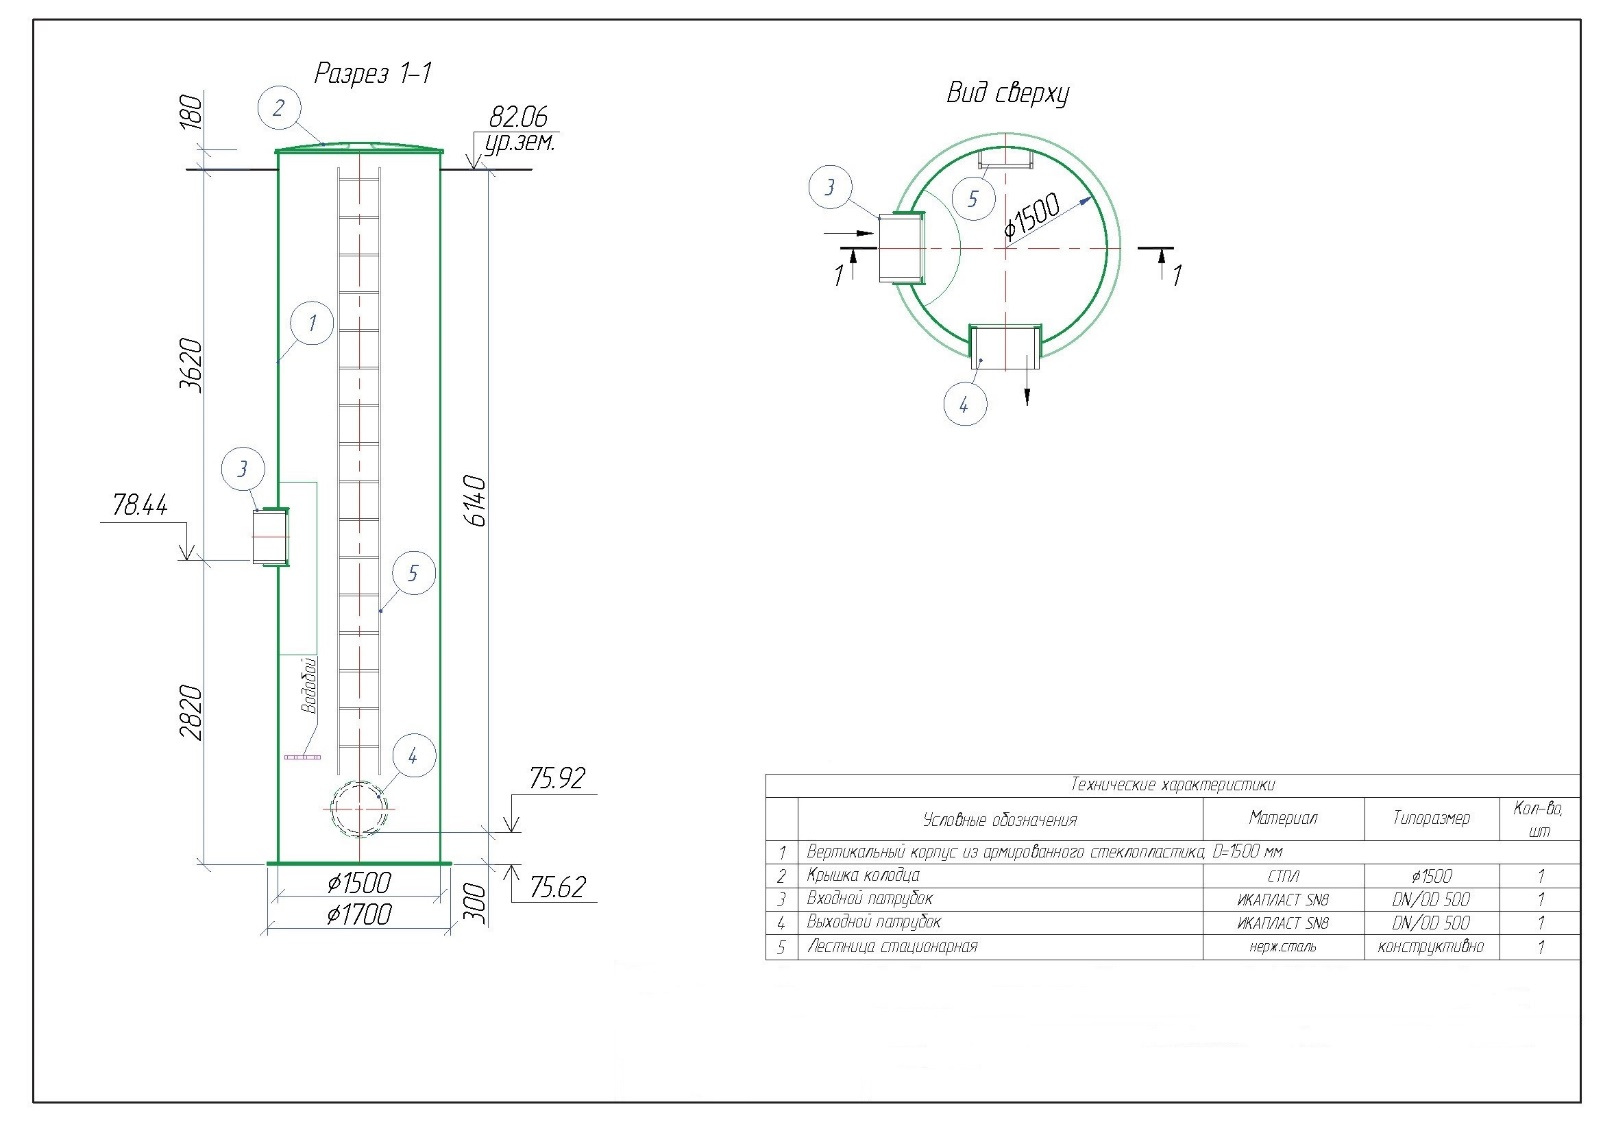 Разрез 1-1
180
2
82.06
ур.зем.
1
3620
3
78.44
6140
5
2820
Водобой
4
75.92
75.62
ϕ1500
ϕ1700
300
Вид сверху
3
5
ϕ1500
1
1
4
Технические характеристики
Условные обозначения Материал Типоразмер Кол-во,
шт
1 Вертикальный корпус из армированного стеклопластика, D=1500 мм
2 Крышка колодца СТПЛ ϕ1500 1
3 Входной патрубок ИКАПЛАСТ SN8 DN/OD 500 1
4 Выходной патрубок ИКАПЛАСТ SN8 DN/OD 500 1
5 Лестница стационарная нерж.сталь конструктивно 1